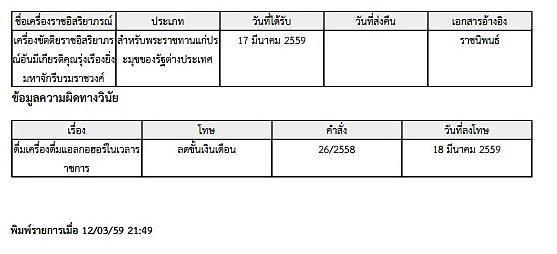 ชื่อเครื่องราชอิสริยาภรณ์ ประเภท วันที่ได้รับ วันที่ส่งคืน เอกสารอ้างอิง
เครื่องขัตติยราชอิสริยาภร สำหรับพระราชทานแก่ประ 17 มีนาคม 2559 ราชนิพนธ์
ณ์อันมีเกียรติคุณรุ่งเรืองยิ่ง มุขของรัฐต่างประเทศ
มหาจักรีบรมราชวงศ์
ข้อมูลความผิดทางวินัย
เรื่อง โทษ คำสั่ง วันที่ลงโทษ
ดื่มเครื่องดื่มแอลกอฮอร์ในเวลาร ลดขั้นเงินเดือน 26/2558 18 มีนาคม 2559
าชการ
พิมพ์รายการเมื่อ 12/03/59 21:49